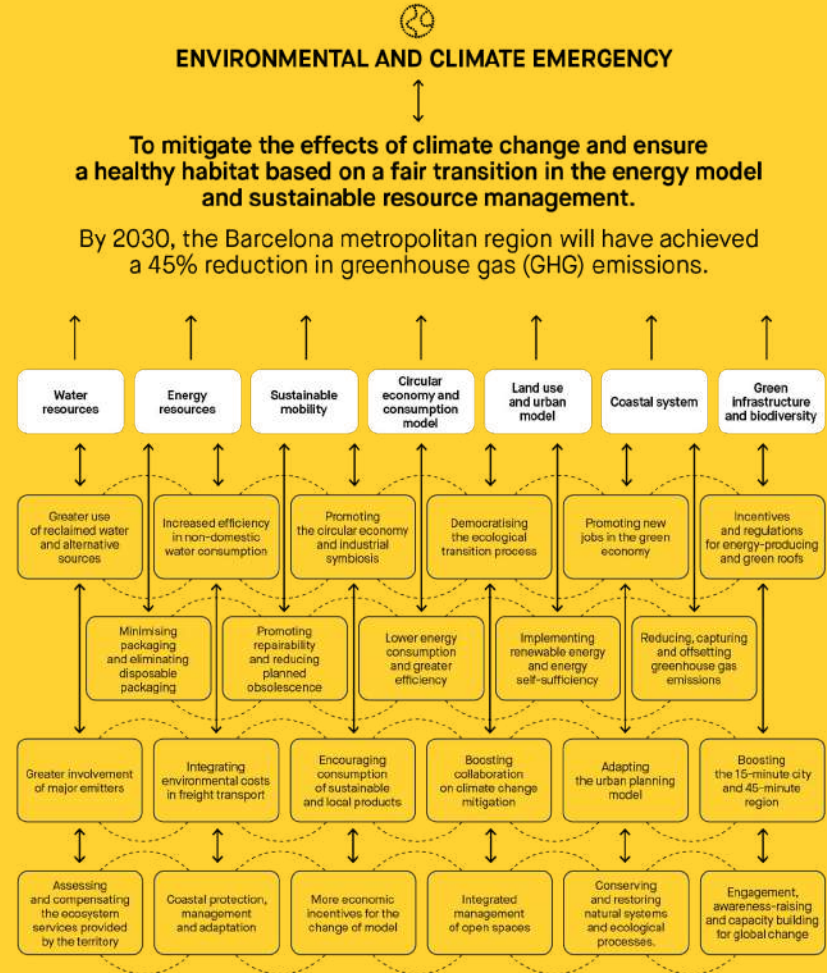 ENVIRONMENTAL AND CLIMATE EMERGENCY
To mitigate the effects of climate change and ensure
a healthy habitat based on a fair transition in the energy model
and sustainable resource management.
By 2030, the Barcelona metropolitan region will have achieved
a 45% reduction in greenhouse gas (GHG) emissions.
Water
resources
Energy
resources
Sustainable
mobility
Circular
economy and
consumption
model
Land use
and urban
model
Coastal system
Green
infrastructure
and biodiversity
Greater use
of reclaimed water
and alternative
sources
Increased efficiency
in non-domestic
water consumption
Promoting
the circular economy
and industrial
symbiosis
Democratising
the ecological
transition process
Promoting new
jobs in the green
economy
Incentives
and regulations
for energy-producing
and green roofs
Minimising
packaging
and eliminating
disposable
packaging
Promoting
repairability
and reducing
planned
obsolescence
Lower energy
consumption
and greater
efficiency
Implementing
renewable energy
and energy
self-sufficiency
Reducing, capturing
and offsetting
greenhouse gas
emissions
Greater involvement
of major emitters
Integrating
environmental costs
in freight transport
Encouraging
consumption
of sustainable
and local products
Boosting
collaboration
on climate change
mitigation
Adapting
the urban planning
model
Boosting
the 15-minute city
and 45-minute
region
Assessing
and compensating
the ecosystem
services provided
by the territory
Coastal protection,
management
and adaptation
More economic
incentives for the
change of model
Integrated
management
of open spaces
Conserving
and restoring
natural systems
and ecological
processes.
Engagement,
awareness-raising
and capacity building
for global change